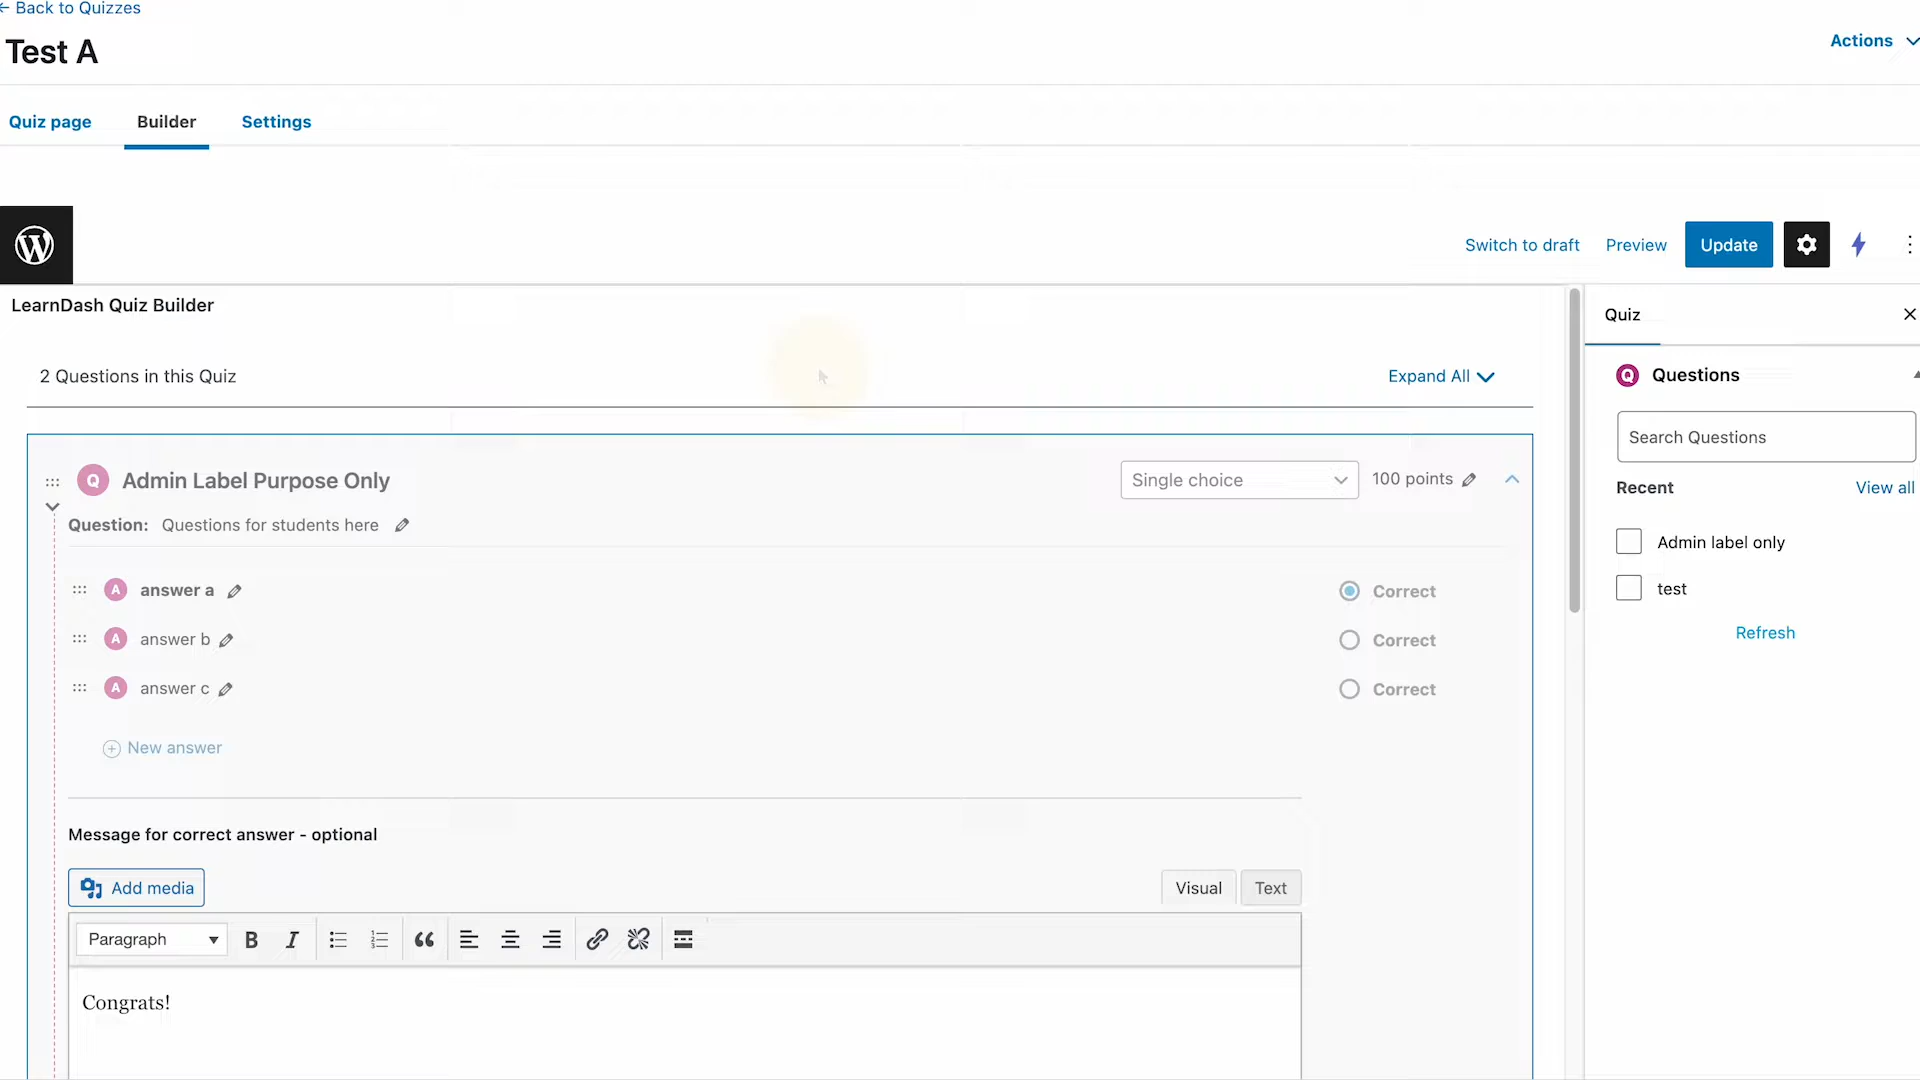 ← Back to Quizzes
Test A
Actions
Quiz page Builder Settings
Switch to draft Preview Update
LearnDash Quiz Builder
Quiz
2 Questions in this Quiz
Expand All
Q Questions
Search Questions
Recent View all
Admin label only
test
Refresh
Q Admin Label Purpose Only
Single choice
100 points
Question: Questions for students here
A answer a
Correct
A answer b
Correct
A answer c
Correct
New answer
Message for correct answer - optional
Add media
Visual Text
Paragraph B I
Congrats!